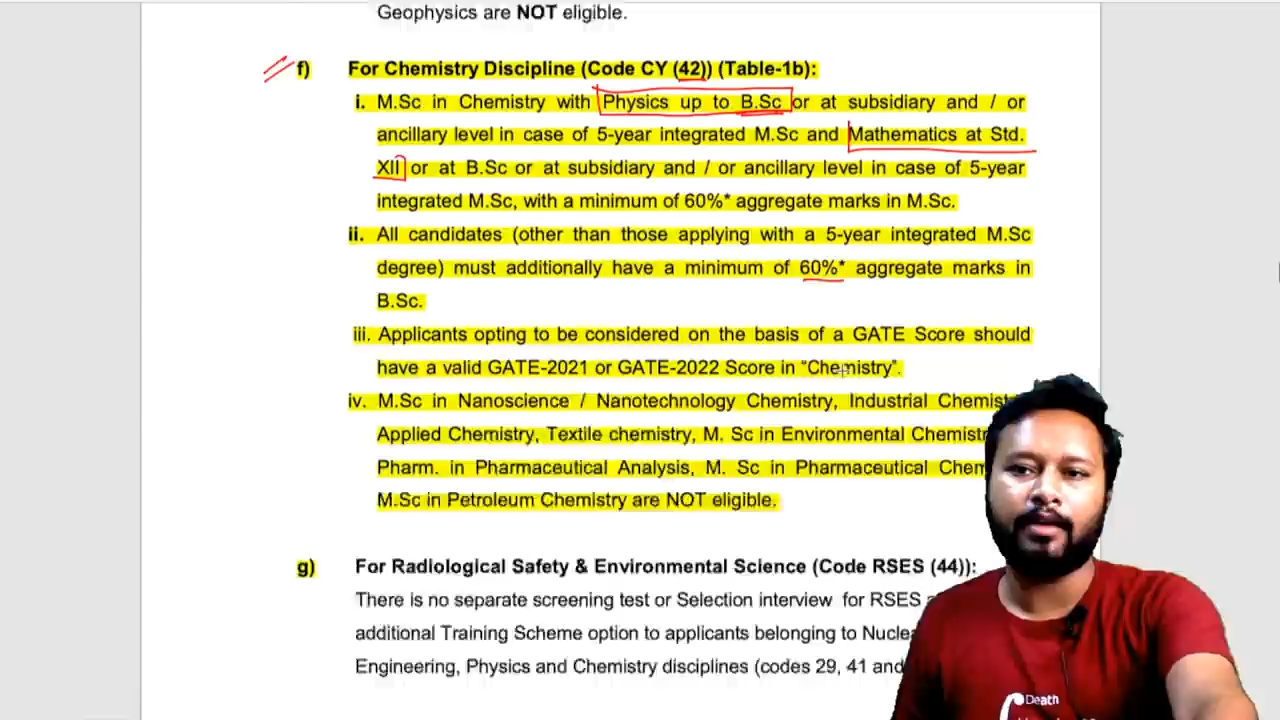 Geophysics are NOT eligible.
f) For Chemistry Discipline (Code CY (42)) (Table-1b):
i. M.Sc in Chemistry with Physics up to B.Sc or at subsidiary and / or
ancillary level in case of 5-year integrated M.Sc and Mathematics at Std.
XII or at B.Sc or at subsidiary and / or ancillary level in case of 5-year
integrated M.Sc, with a minimum of 60%* aggregate marks in M.Sc.
ii. All candidates (other than those applying with a 5-year integrated M.Sc
degree) must additionally have a minimum of 60%* aggregate marks in
B.Sc.
iii. Applicants opting to be considered on the basis of a GATE Score should
have a valid GATE-2021 or GATE-2022 Score in “Chemistry”.
iv. M.Sc in Nanoscience / Nanotechnology Chemistry, Industrial
Applied Chemistry, Textile chemistry, M. Sc in Environmental
Pharm. in Pharmaceutical Analysis, M. Sc in Pharmaceutical
M.Sc in Petroleum Chemistry are NOT eligible.
g) For Radiological Safety & Environmental Science (Code RSES (44)):
There is no separate screening test or Selection interview for RSES
additional Training Scheme option to applicants belonging to
Engineering, Physics and Chemistry disciplines (codes 29, 41 and
Death